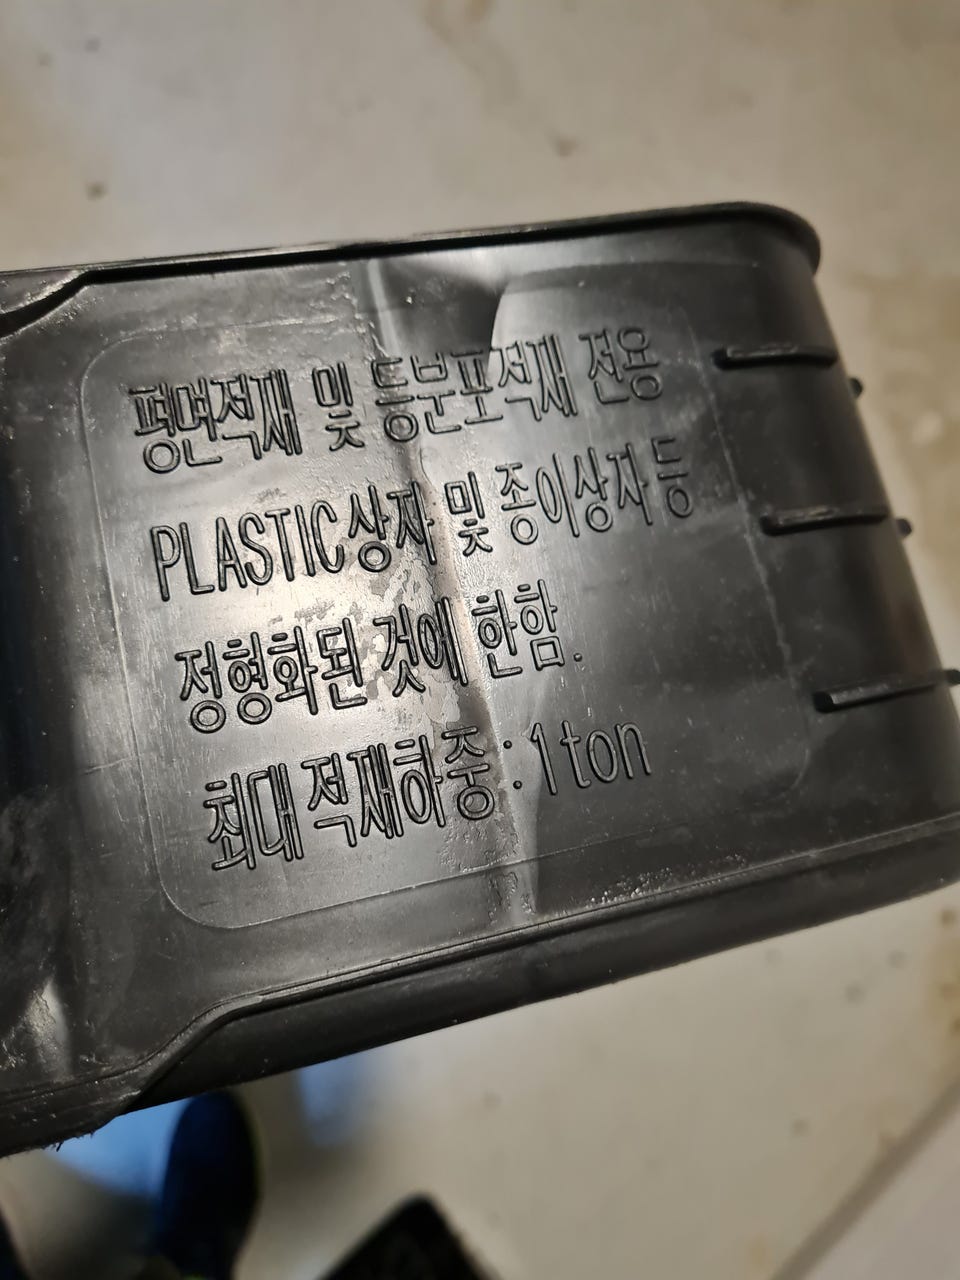 평면적재 및 등분포적재 전용
PLASTIC상자 및 종이상자 등
정형화된 것에 한함.
최대 적재하중 : 1 ton